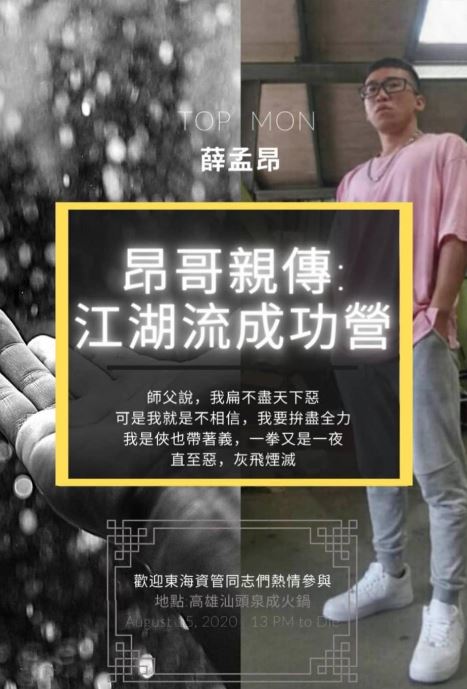 TOP MON
薛孟昂
昂哥親傳:
江湖流成功營
師父說，我扁不盡天下惡
可是我就是不相信，我要拚盡全力
我是俠也帶著義，一拳又是一夜
直至惡，灰飛煙滅
歡迎東海資管同志們熱情參與
地點:高雄汕頭泉成火鍋
August 15, 2020 | 13 PM to Die